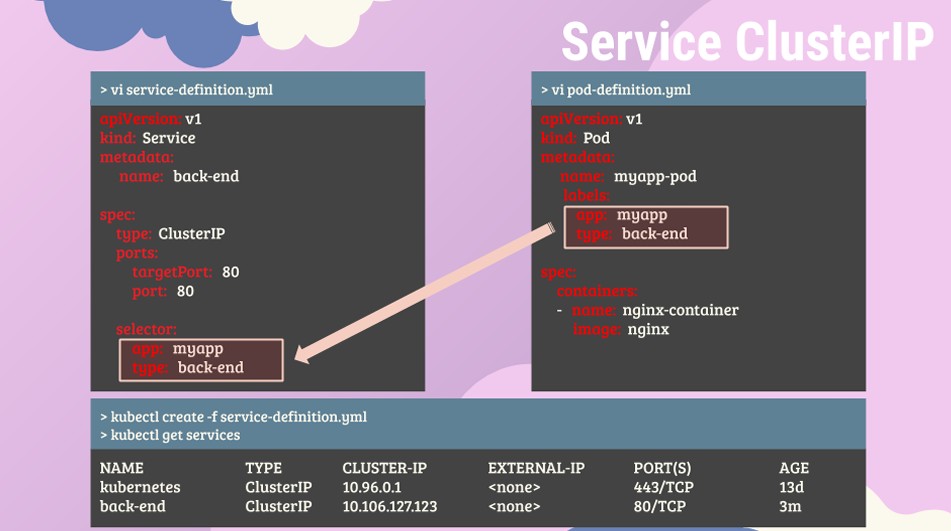 Service ClusterIP
> vi service-definition.yml
apiVersion: v1
kind: Service
metadata:
name: back-end
spec:
type: ClusterIP
ports:
targetPort: 80
port: 80
selector:
app: myapp
type: back-end
> vi pod-definition.yml
apiVersion: v1
kind: Pod
metadata:
name: myapp-pod
labels:
app: myapp
type: back-end
spec:
containers:
- name: nginx-container
image: nginx
> kubectl create -f service-definition.yml
> kubectl get services
NAME TYPE CLUSTER-IP EXTERNAL-IP PORT(S) AGE
kubernetes ClusterIP 10.96.0.1 <none> 443/TCP 13d
back-end ClusterIP 10.106.127.123 <none> 80/TCP 3m